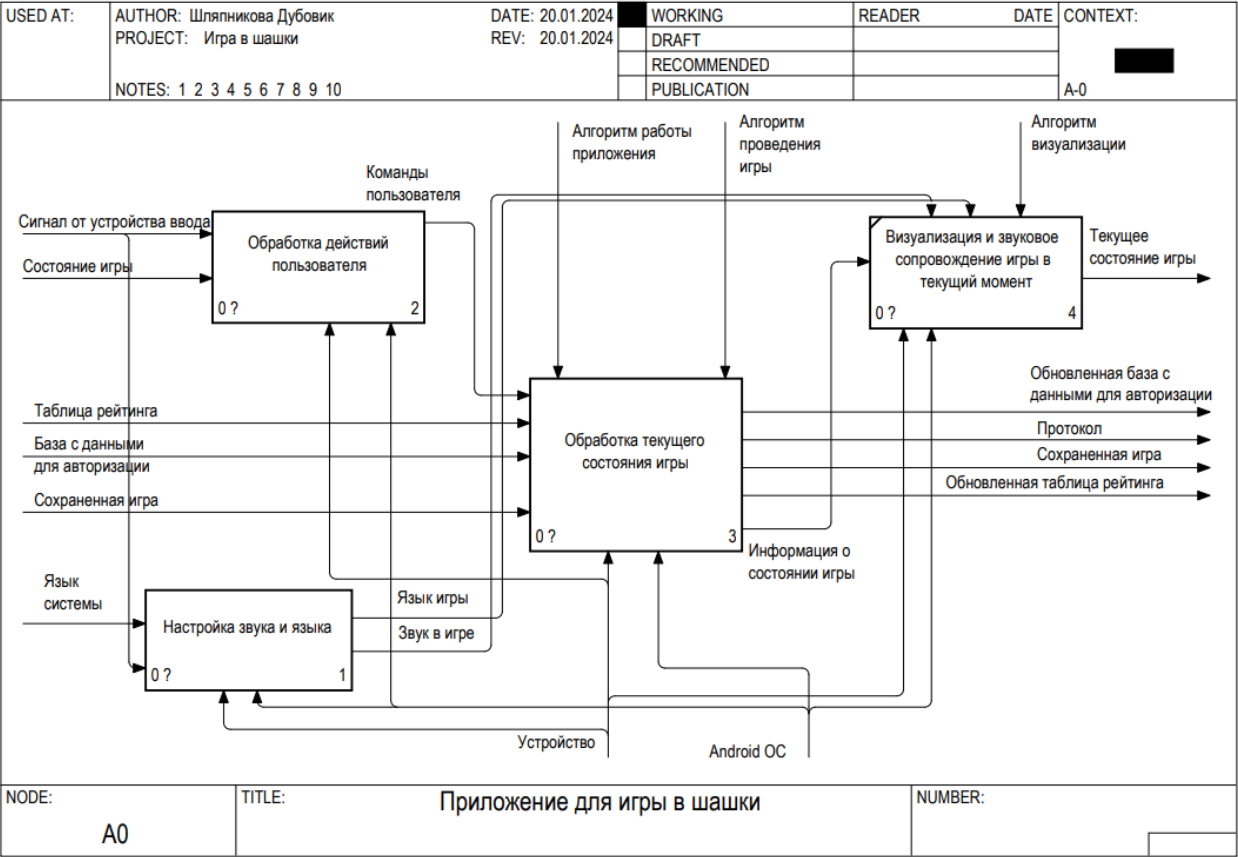 USED AT:
AUTHOR: Шляпникова Дубовик
DATE: 20.01.2024
WORKING
READER
DATE
CONTEXT:
PROJECT: Игра в шашки
REV: 20.01.2024
DRAFT
RECOMMENDED
NOTES: 1 2 3 4 5 6 7 8 9 10
PUBLICATION
A-0
Алгоритм работы
приложения
Алгоритм
проведения
игры
Алгоритм
визуализации
Команды
пользователя
Сигнал от устройства ввода
Состояние игры
Обработка действий
пользователя
0 ?
2
Визуализация и звуковое
сопровождение игры в
текущий момент
0 ?
4
Текущее
состояние игры
Таблица рейтинга
База с данными
для авторизации
Сохраненная игра
Обработка текущего
состояния игры
0 ?
3
Обновленная база с
данными для авторизации
Протокол
Сохраненная игра
Обновленная таблица рейтинга
Информация о
состоянии игры
Язык
системы
Настройка звука и языка
0 ?
1
Язык игры
Звук в игре
Устройство
Android ОС
NODE:
A0
TITLE:
Приложение для игры в шашки
NUMBER: